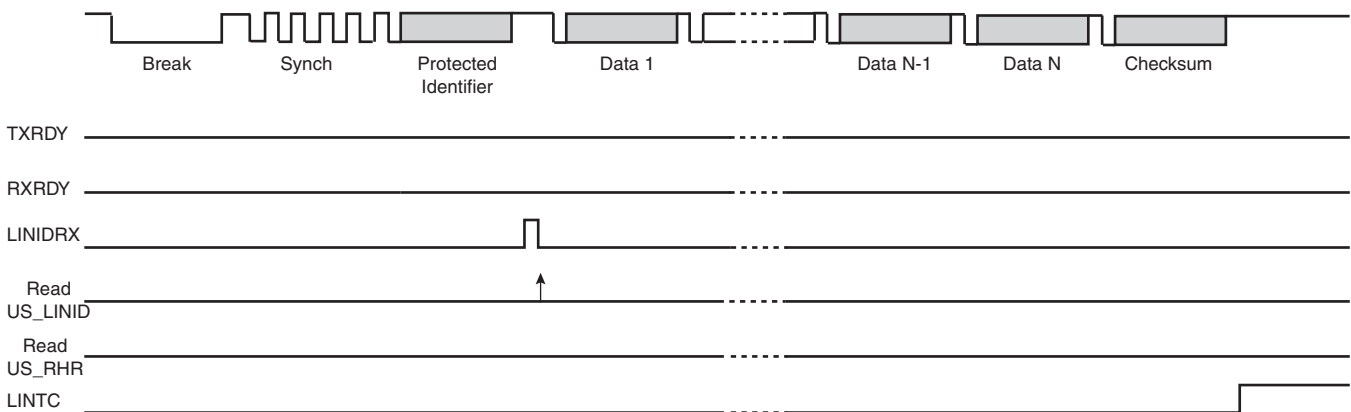 Break
Synch
Protected
Identifier
Data 1
Data N-1
Data N
Checksum
TXRDY
RXRDY
LINIDRX
Read
US_LINID
Read
US_RHR
LINTC